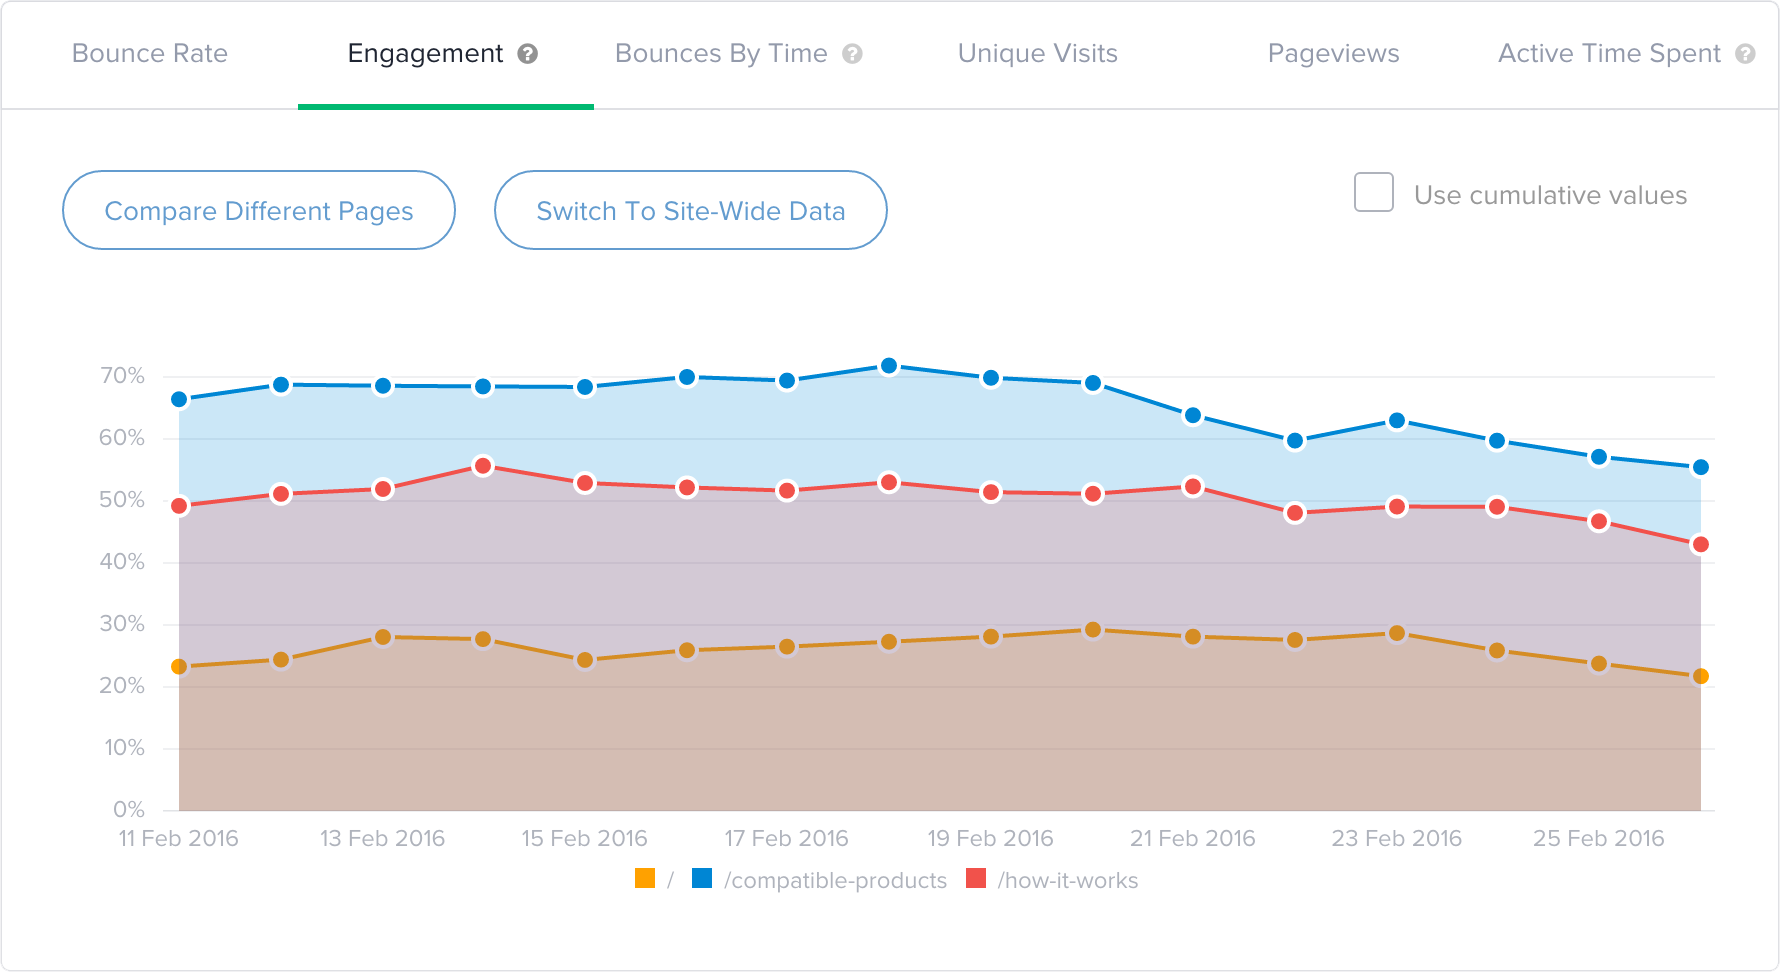 Bounce Rate Engagement ? Bounces By Time ? Unique Visits Pageviews Active Time Spent ?
Compare Different Pages Switch To Site-Wide Data Use cumulative values
70%
60%
50%
40%
30%
20%
10%
0%
11 Feb 2016 13 Feb 2016 15 Feb 2016 17 Feb 2016 19 Feb 2016 21 Feb 2016 23 Feb 2016 25 Feb 2016
/ /compatible-products /how-it-works